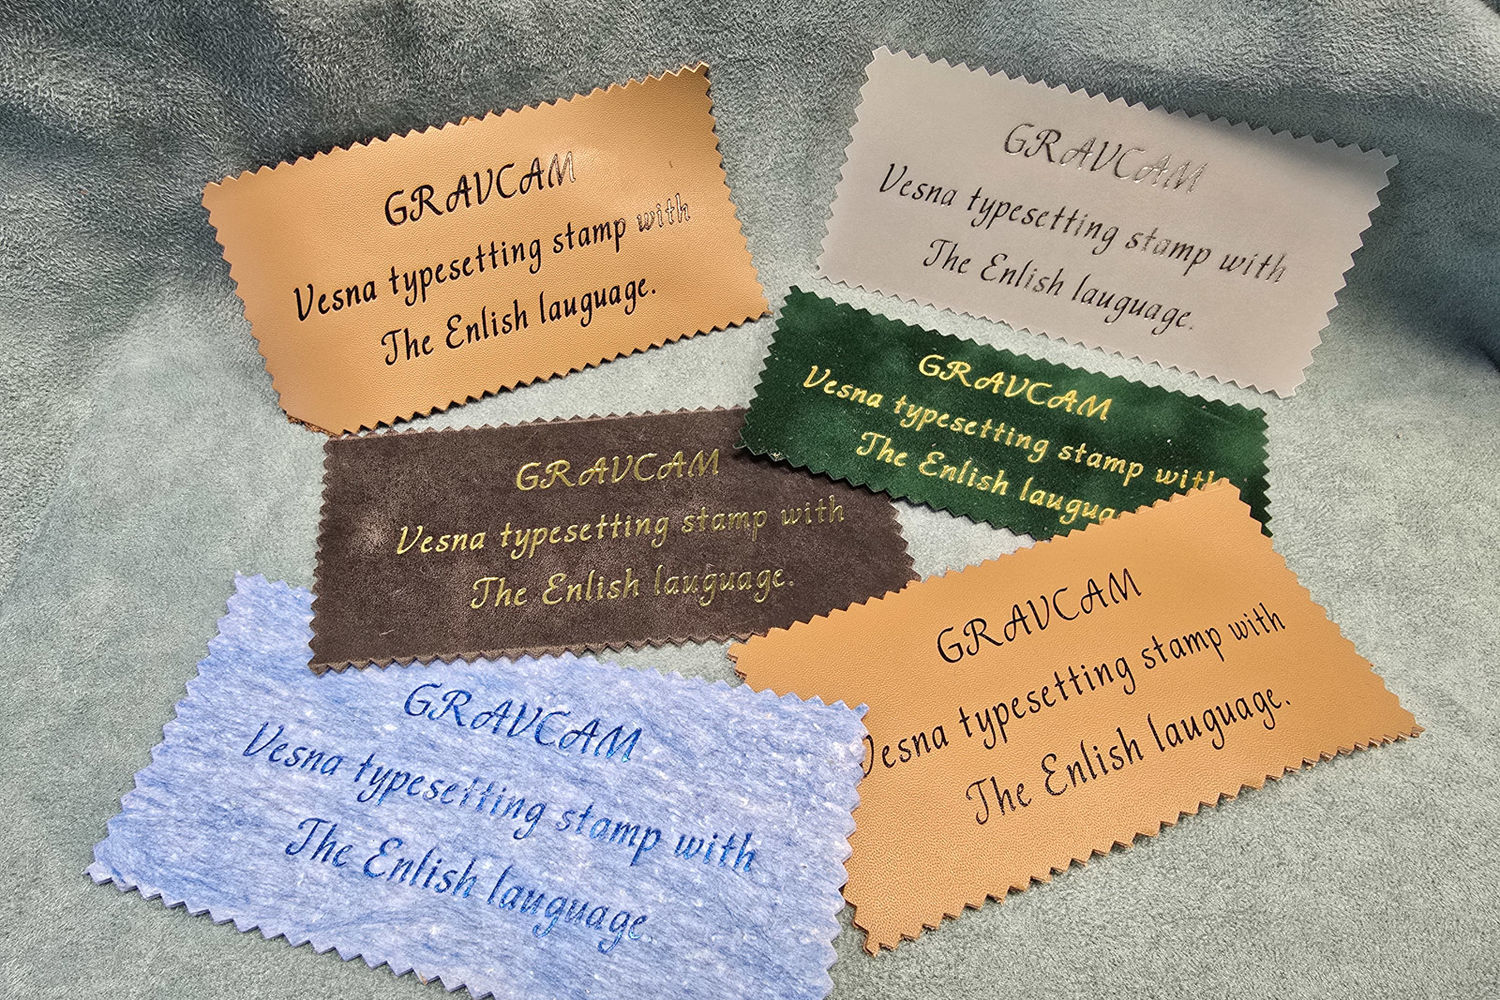 GRAVCAM
Vesna typesetting stamp with
The Enlish lauguage.
GRAVCAM
Vesna typesetting stamp with
The Enlish lauguage.
GRAVCAM
Vesna typesetting stamp with
The Enlish laugua
GRAVCAM
Vesna typesetting stamp with
The Enlish lauguage.
GRAVCAM
Vesna typesetting stamp with
The Enlish lauguage.
GRAVCAM
Vesna typesetting stamp with
The Enlish lauguage.